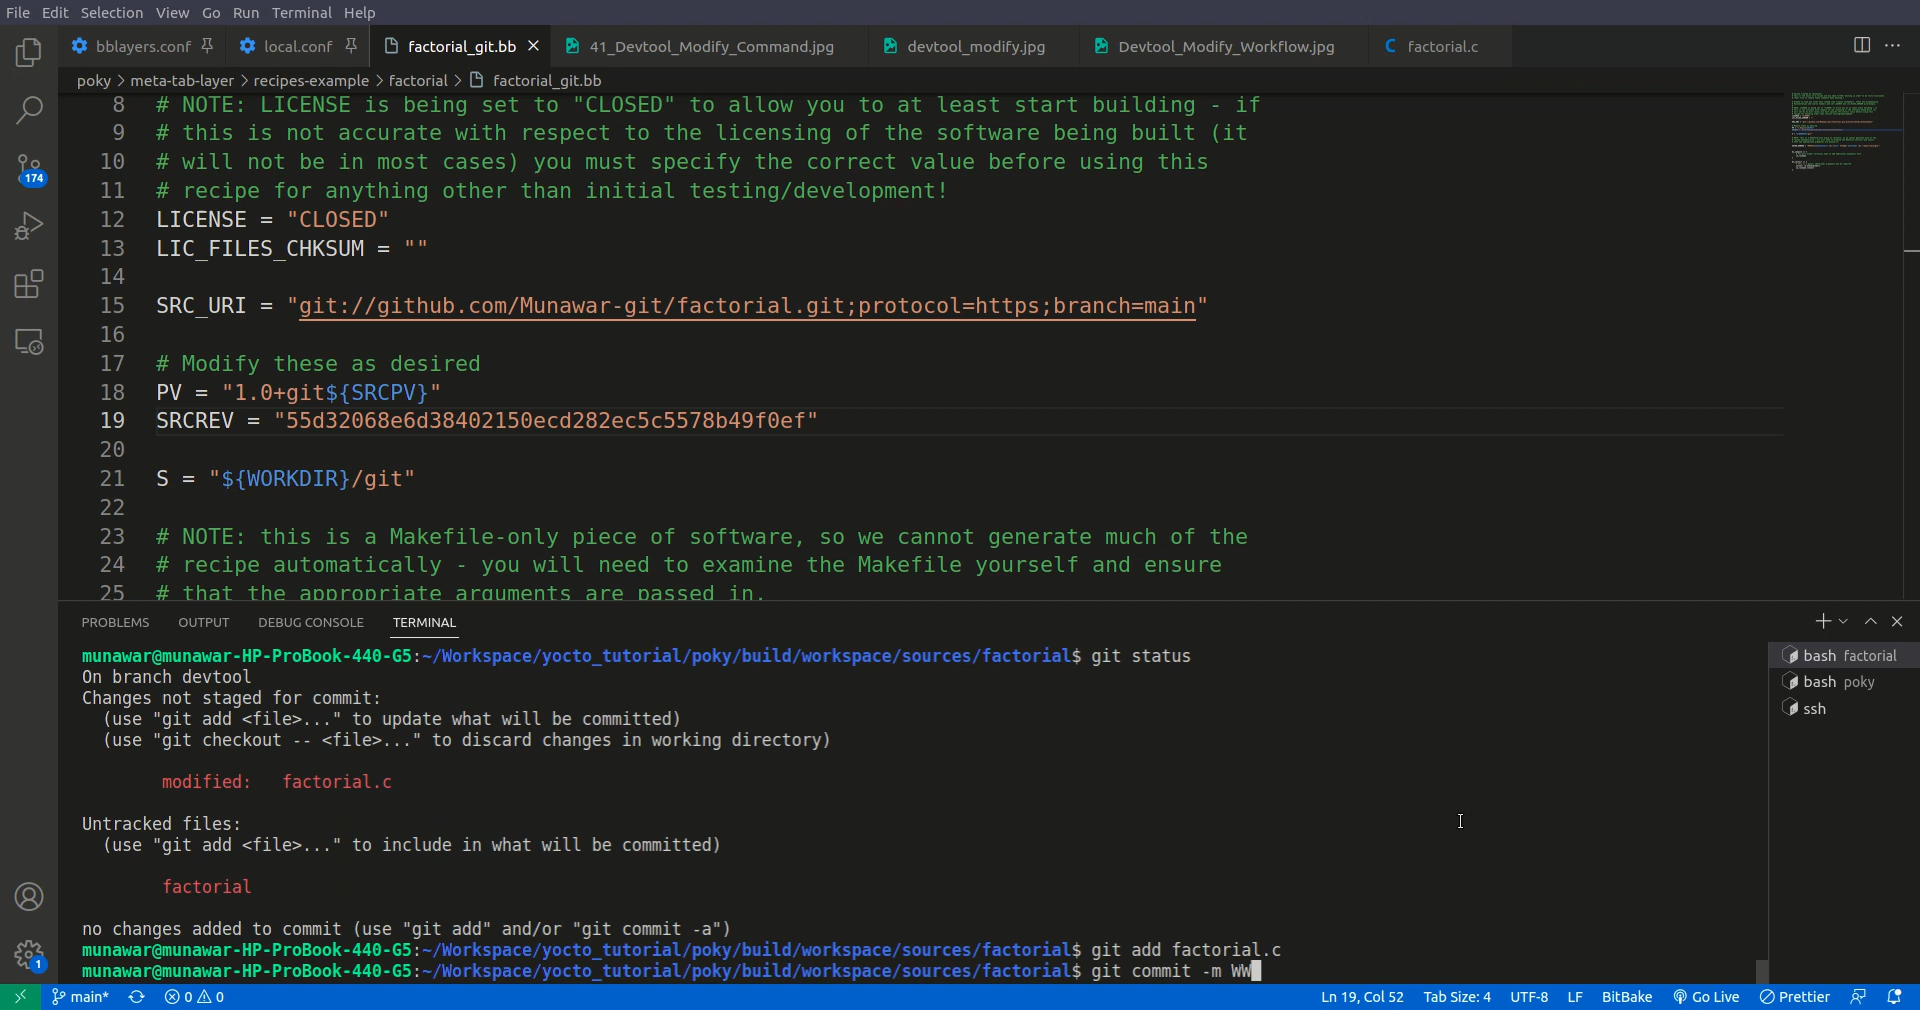 File Edit Selection View Go Run Terminal Help
bblayers.conf local.conf factorial_git.bb 41_Devtool_Modify_Command.jpg devtool_modify.jpg Devtool_Modify_Workflow.jpg C factorial.c
poky > meta-tab-layer > recipes-example > factorial > factorial_git.bb
8 # NOTE: LICENSE is being set to "CLOSED" to allow you to at least start building - if
9 # this is not accurate with respect to the licensing of the software being built (it
10 # will not be in most cases) you must specify the correct value before using this
11 # recipe for anything other than initial testing/development!
12 LICENSE = "CLOSED"
13 LIC_FILES_CHKSUM = ""
14
15 SRC_URI = "git://github.com/Munawar-git/factorial.git;protocol=https;branch=main"
16
17 # Modify these as desired
18 PV = "1.0+git${SRCPV}"
19 SRCREV = "55d32068e6d38402150ecd282ec5c5578b49f0ef"
20
21 S = "${WORKDIR}/git"
22
23 # NOTE: this is a Makefile-only piece of software, so we cannot generate much of the
24 # recipe automatically - you will need to examine the Makefile yourself and ensure
25 # that the appropriate arguments are passed in.
174
PROBLEMS OUTPUT DEBUG CONSOLE TERMINAL
munawar@munawar-HP-ProBook-440-G5:~/Workspace/yocto_tutorial/poky/build/workspace/sources/factorial$ git status
On branch devtool
Changes not staged for commit:
(use "git add <file>..." to update what will be committed)
(use "git checkout -- <file>..." to discard changes in working directory)
modified: factorial.c
Untracked files:
(use "git add <file>..." to include in what will be committed)
factorial
no changes added to commit (use "git add" and/or "git commit -a")
munawar@munawar-HP-ProBook-440-G5:~/Workspace/yocto_tutorial/poky/build/workspace/sources/factorial$ git add factorial.c
munawar@munawar-HP-ProBook-440-G5:~/Workspace/yocto_tutorial/poky/build/workspace/sources/factorial$ git commit -m WW
bash factorial
bash poky
ssh
1
main* 0 0 Ln 19, Col 52 Tab Size: 4 UTF-8 LF BitBake Go Live Prettier